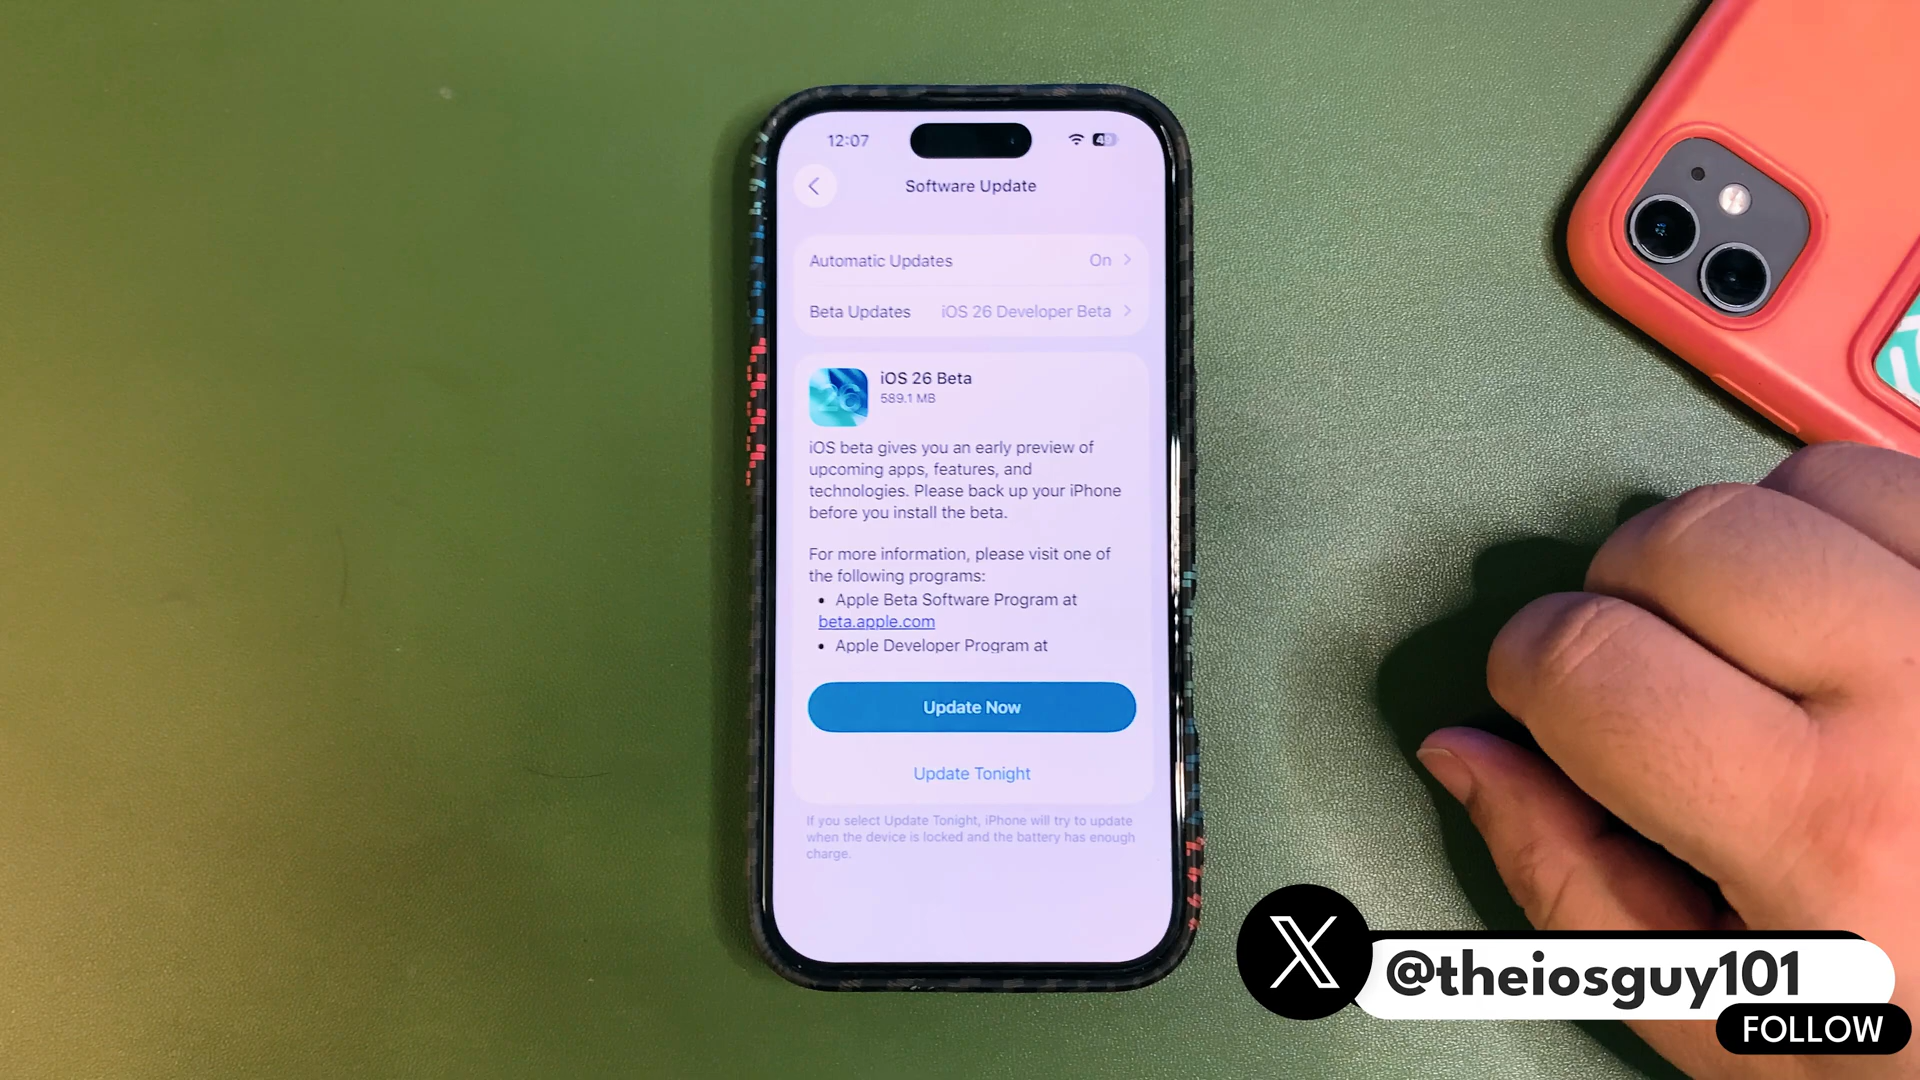 12:07
Software Update
Automatic Updates On
Beta Updates iOS 26 Developer Beta
26
iOS 26 Beta
589.1 MB
iOS beta gives you an early preview of
upcoming apps, features, and
technologies. Please back up your iPhone
before you install the beta.
For more information, please visit one of
the following programs:
• Apple Beta Software Program at
beta.apple.com
• Apple Developer Program at
Update Now
Update Tonight
If you select Update Tonight, iPhone will try to update
when the device is locked and the battery has enough
charge.
X
@theiosguy101
FOLLOW